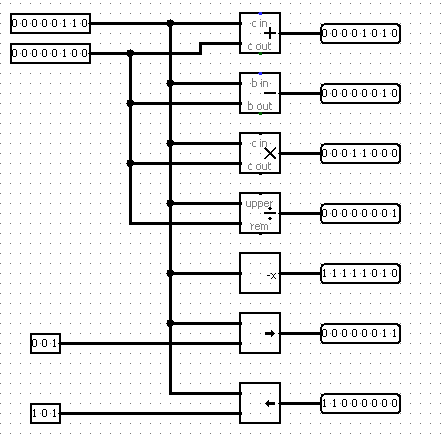 00000110
c in
+
00001010
c out
00000100
b in
−
00000010
b out
c in
×
00011000
c out
upper
÷
00000001
rem
-x
11111010
→
00000011
001
←
11000000
101